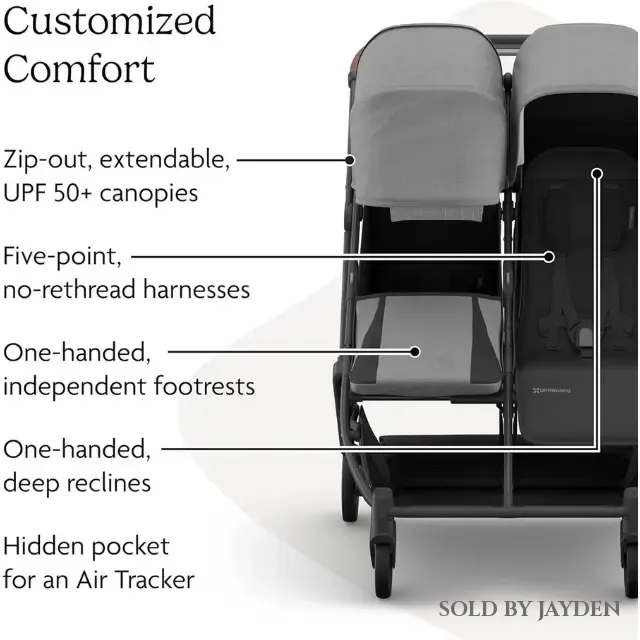 Customized
Comfort
Zip-out, extendable,
UPF 50+ canopies
Five-point,
no-rethread harnesses
One-handed,
independent footrests
One-handed,
deep reclines
Hidden pocket
for an Air Tracker
SOLD BY JAYDEN